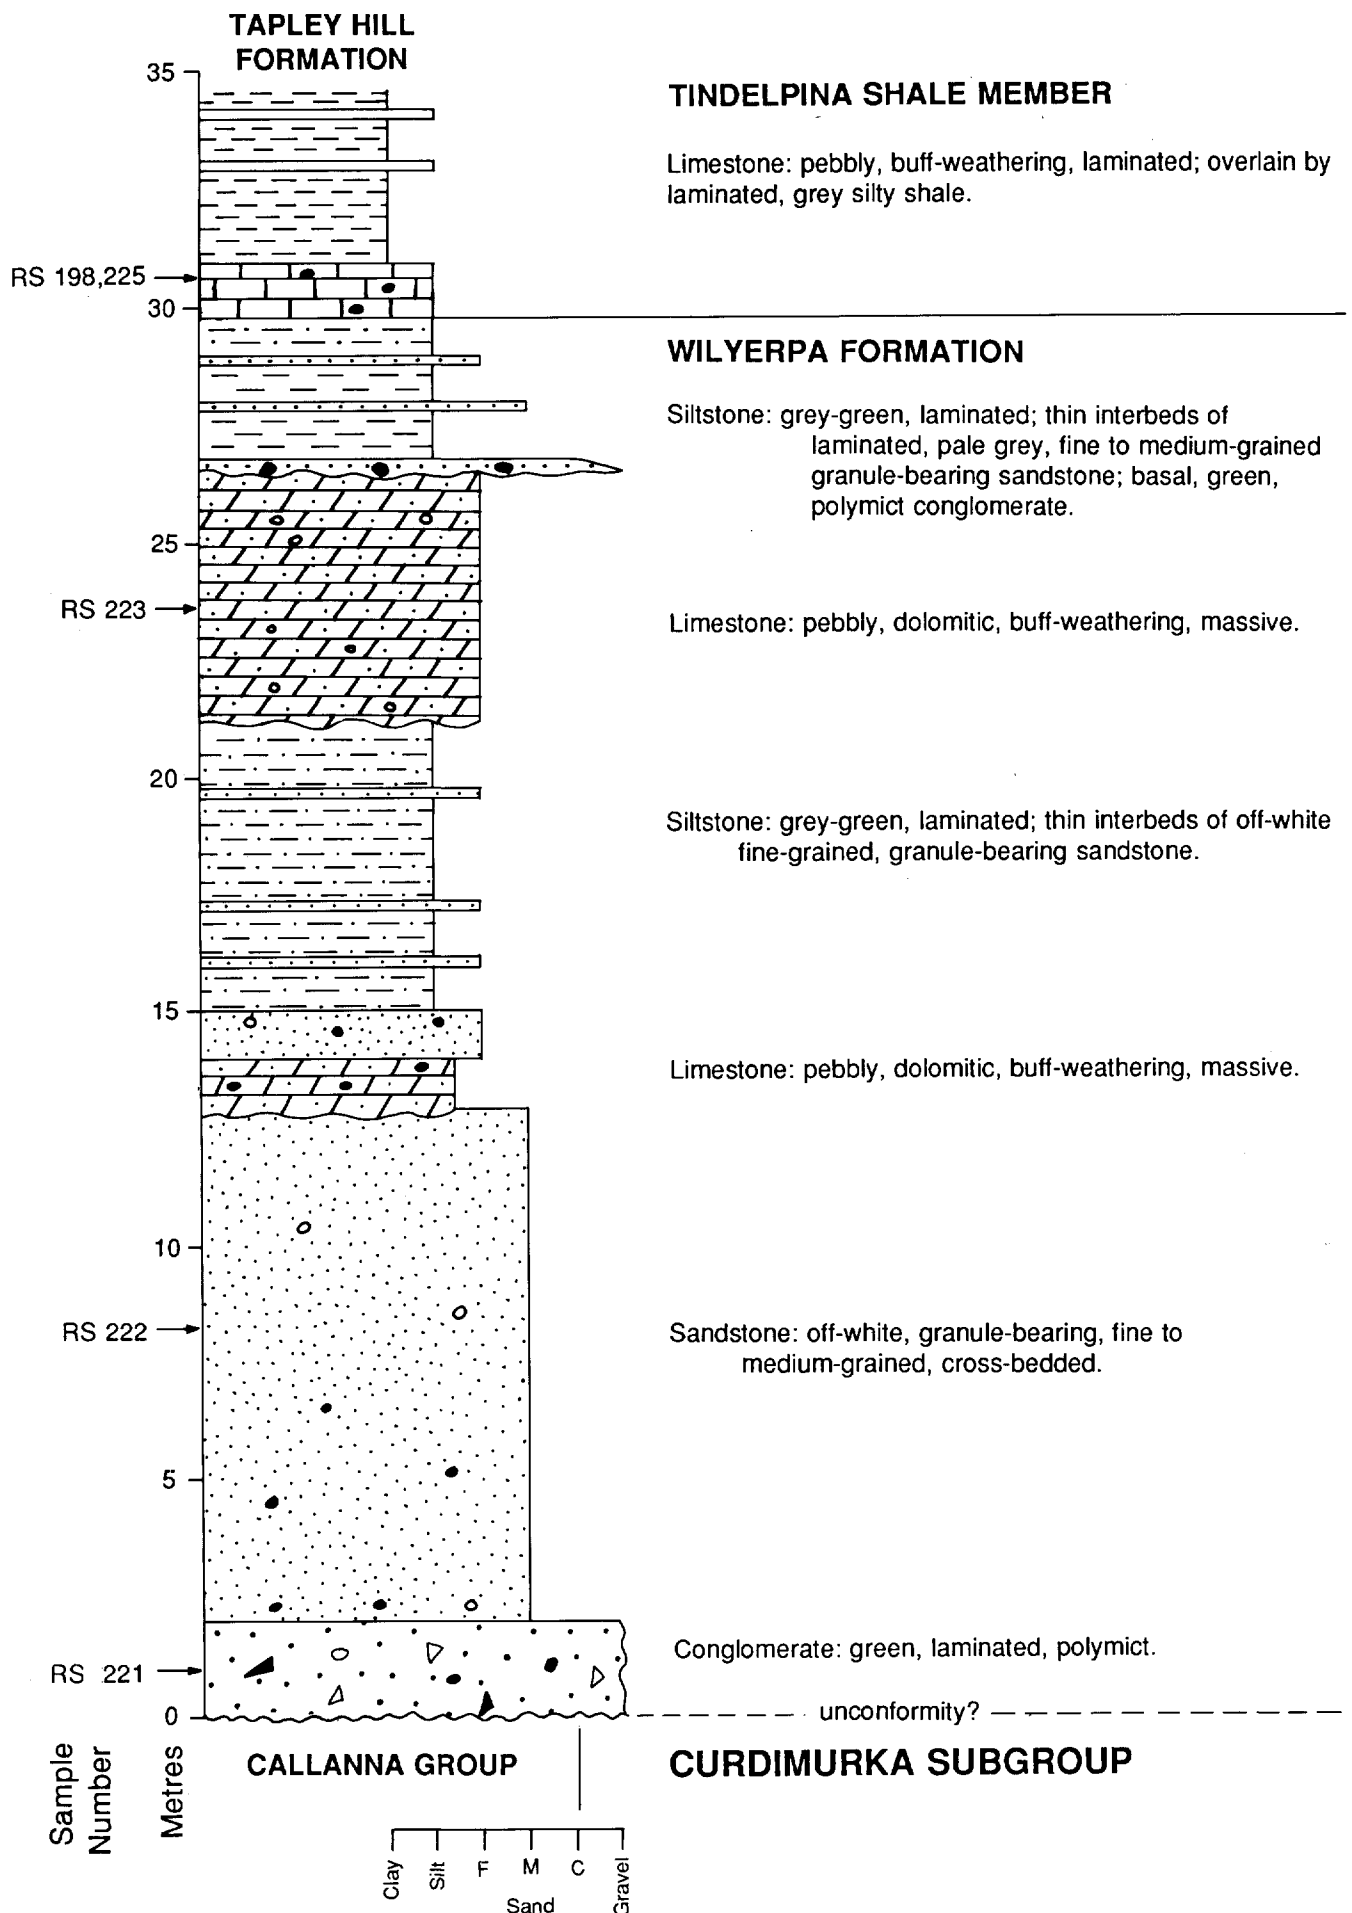 TAPLEY HILL
FORMATION
35
TINDELPINA SHALE MEMBER
Limestone: pebbly, buff-weathering, laminated; overlain by
laminated, grey silty shale.
RS 198,225
30
WILYERPA FORMATION
Siltstone: grey-green, laminated; thin interbeds of
laminated, pale grey, fine to medium-grained
granule-bearing sandstone; basal, green,
polymict conglomerate.
25
RS 223
Limestone: pebbly, dolomitic, buff-weathering, massive.
20
Siltstone: grey-green, laminated; thin interbeds of off-white
fine-grained, granule-bearing sandstone.
15
Limestone: pebbly, dolomitic, buff-weathering, massive.
10
RS 222
Sandstone: off-white, granule-bearing, fine to
medium-grained, cross-bedded.
5
Conglomerate: green, laminated, polymict.
RS 221
0
unconformity?
Sample
Number
Metres
CALLANNA GROUP
CURDIMURKA SUBGROUP
Clay
Silt
F
M
C
Gravel
Sand